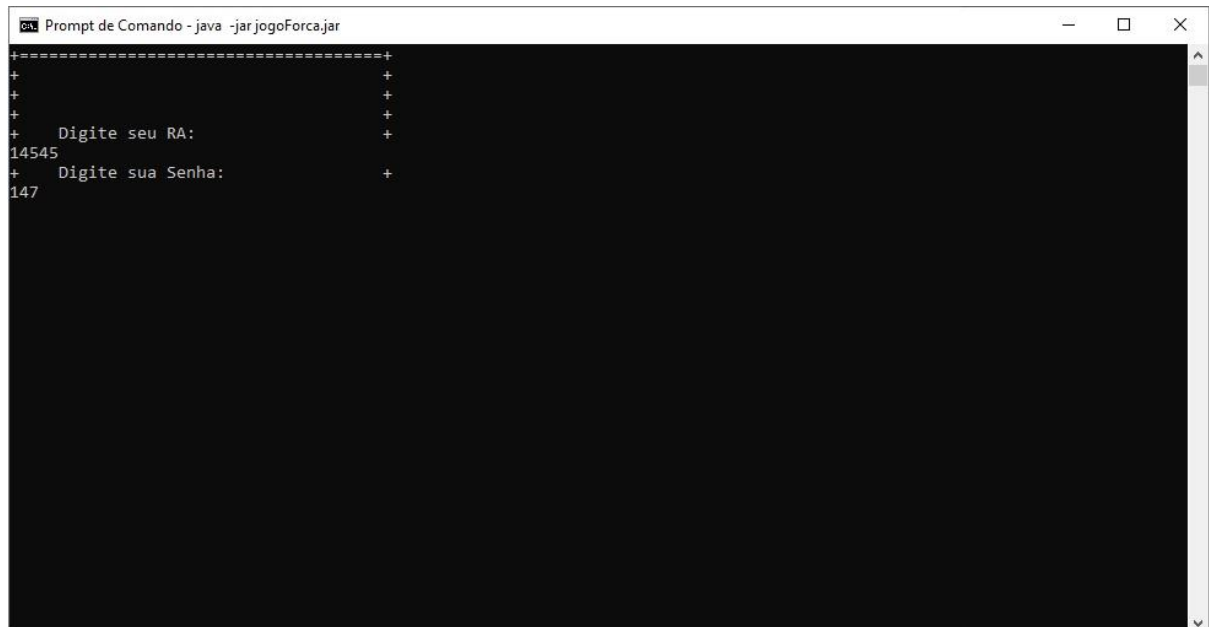 Prompt de Comando - java -jar jogoForca.jar
+=====================================+
+                                     +
+                                     +
+                                     +
+    Digite seu RA:                   +
14545
+    Digite sua Senha:                +
147